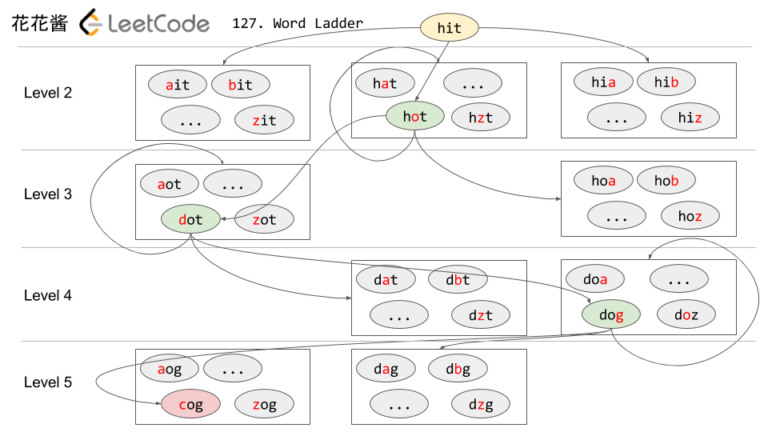 花花酱 LeetCode 127. Word Ladder
hit
Level 2
ait bit
... zit
hat ...
hot hzt
hia hib
... hiz
Level 3
aot ...
dot zot
hoa hob
... hoz
Level 4
dat dbt
... dzt
doa ...
dog doz
Level 5
aog ...
cog zog
dag dbg
... dzg